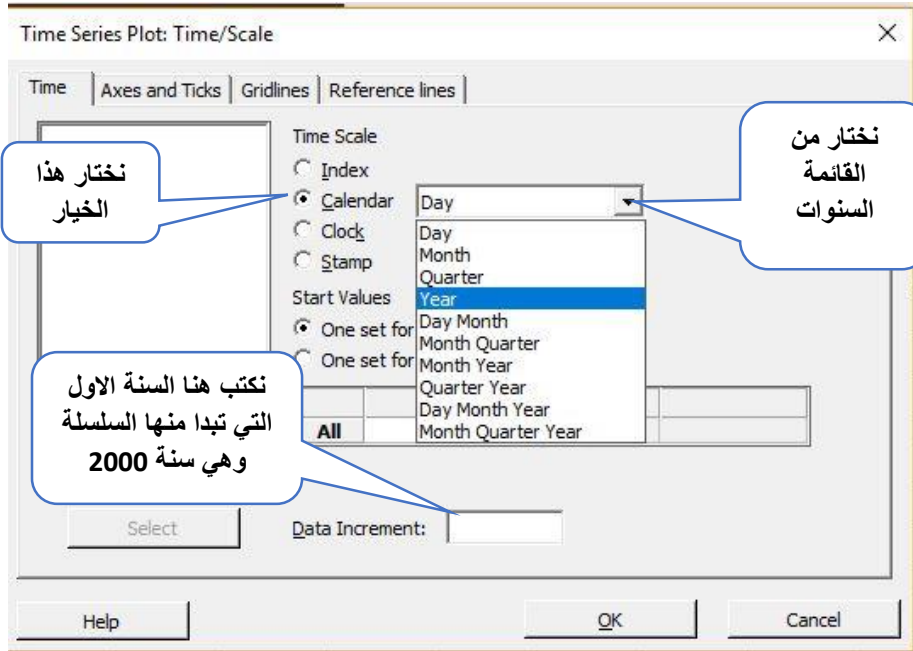 Time Series Plot: Time/Scale
Time
Axes and Ticks
Gridlines
Reference lines
نختار هذا
الخيار
نختار من
القائمة
السنوات
Time Scale
Index
Calendar
Day
Clock
Stamp
Day
Month
Quarter
Year
Day Month
Month Quarter
Month Year
Quarter Year
Day Month Year
Month Quarter Year
Start Values
One set for
One set for
نكتب هنا السنة الاول
التي تبدا منها السلسلة
وهي سنة 2000
All
Select
Data Increment:
Help
OK
Cancel